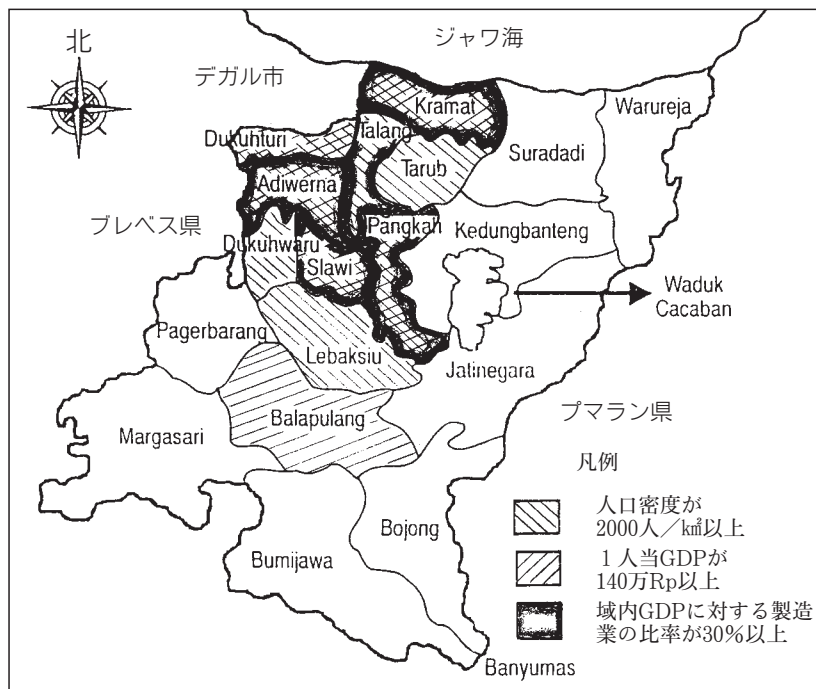 北
ジャワ海
デガル市
Kramat
Warureja
Dukuhturi
Talang
Suradadi
Tarub
Adiwerna
ブレベス県
Pangkah
Kedungbanteng
Dukuhwaru
Slawi
Waduk
Cacaban
Pagerbarang
Lebaksiu
Jatinegara
プマラン県
Balapulang
Margasari
凡例
人口密度が
2000人/㎢以上
Bojong
Bumijawa
1人当GDPが
140万Rp以上
域内GDPに対する製造
業の比率が30%以上
Banyumas